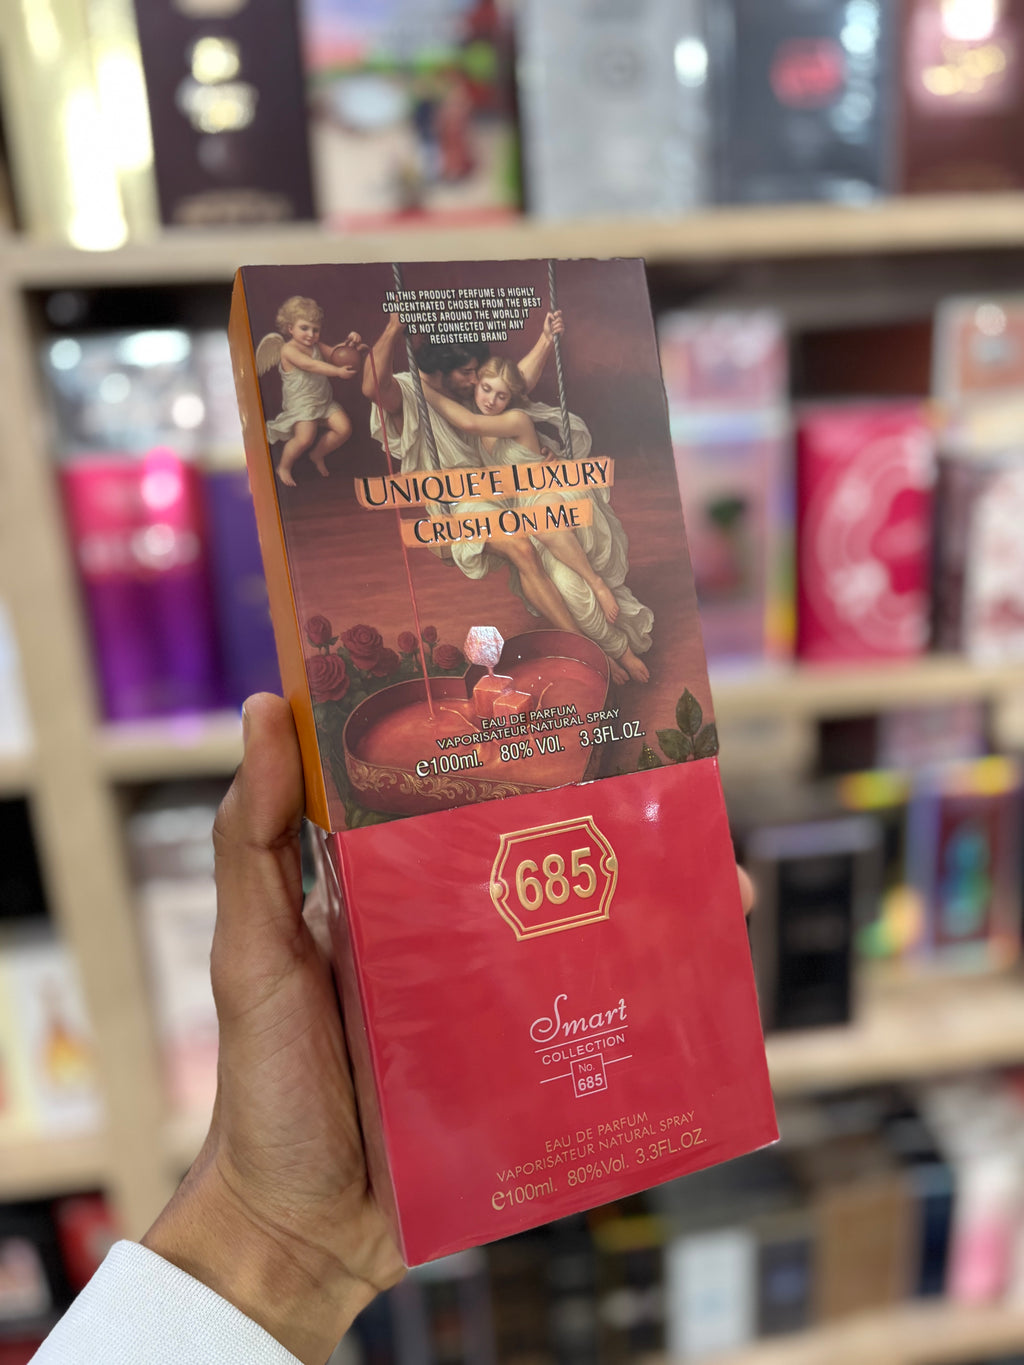 IN THIS PRODUCT PERFUME IS HIGHLY
CONCENTRATED CHOSEN FROM THE BEST
SOURCES AROUND THE WORLD IT
IS NOT CONNECTED WITH ANY
REGISTERED BRAND
UNIQUE'E LUXURY
CRUSH ON ME
EAU DE PARFUM
VAPORISATEUR NATURAL SPRAY
e100ml. 80% VOl. 3.3FL.OZ.
685
Smart
COLLECTION
No.
685
EAU DE PARFUM
VAPORISATEUR NATURAL SPRAY
e100ml. 80%Vol. 3.3FL.OZ.